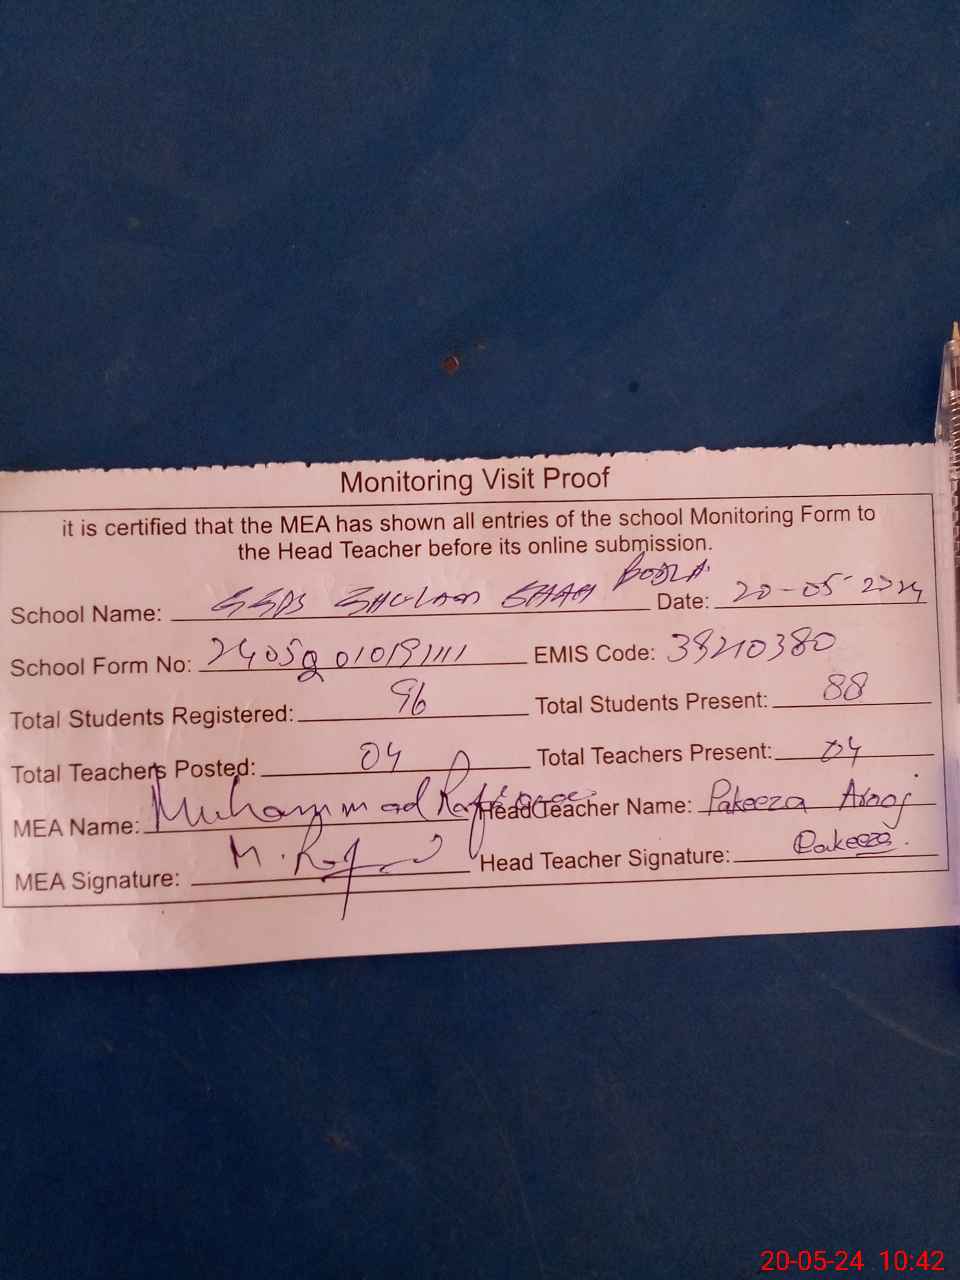 Monitoring Visit Proof
it is certified that the MEA has shown all entries of the school Monitoring Form to
the Head Teacher before its online submission.
School Name: GGPS GHULAM SHAH BODLA Date: 20-05-2024
School Form No: EMIS Code: 38210380
Total Students Registered: 96 Total Students Present: 88
Total Teachers Posted: 04 Total Teachers Present: 04
MEA Name: Muhammad Head Teacher Name: Pakeeza Arooj
MEA Signature: Head Teacher Signature: Pakeeza.
20-05-24 10:42